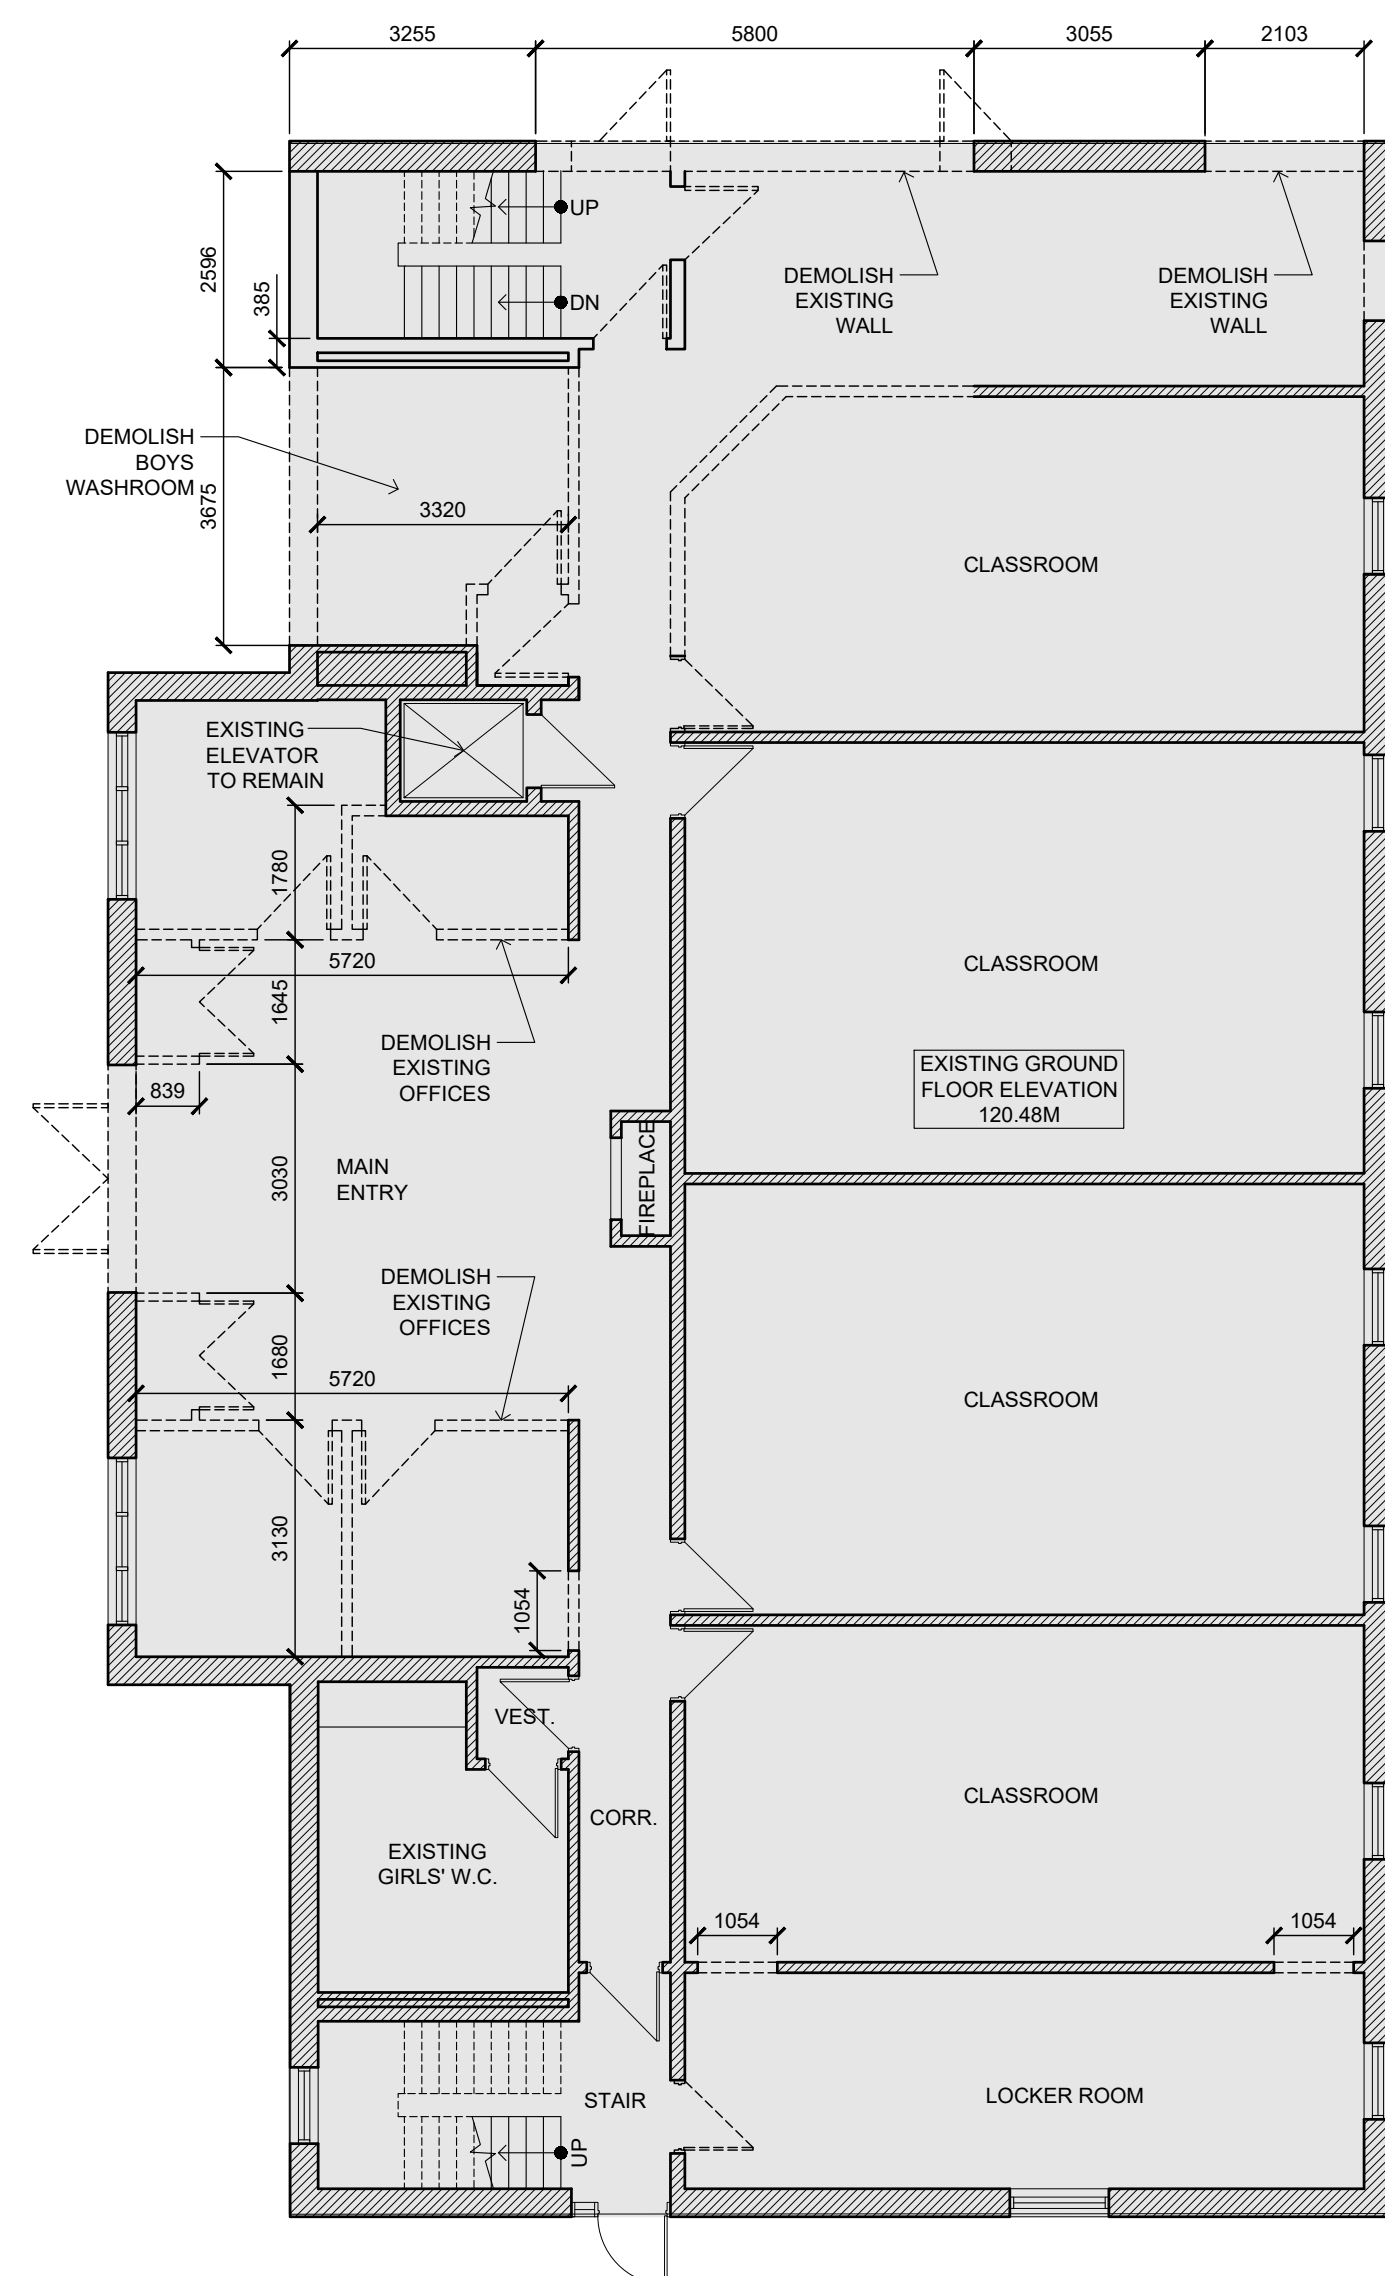 3255
5800
3055
2103
UP
2596
385
DN
DEMOLISH
EXISTING
WALL
DEMOLISH
EXISTING
WALL
DEMOLISH
BOYS
WASHROOM
3675
3320
CLASSROOM
EXISTING
ELEVATOR
TO REMAIN
1780
5720
CLASSROOM
1645
DEMOLISH
EXISTING
OFFICES
EXISTING GROUND
FLOOR ELEVATION
120.48M
839
MAIN
ENTRY
3030
FIREPLACE
DEMOLISH
EXISTING
OFFICES
1680
5720
CLASSROOM
3130
1054
VEST.
CLASSROOM
CORR.
EXISTING
GIRLS' W.C.
1054
1054
STAIR
LOCKER ROOM
UP